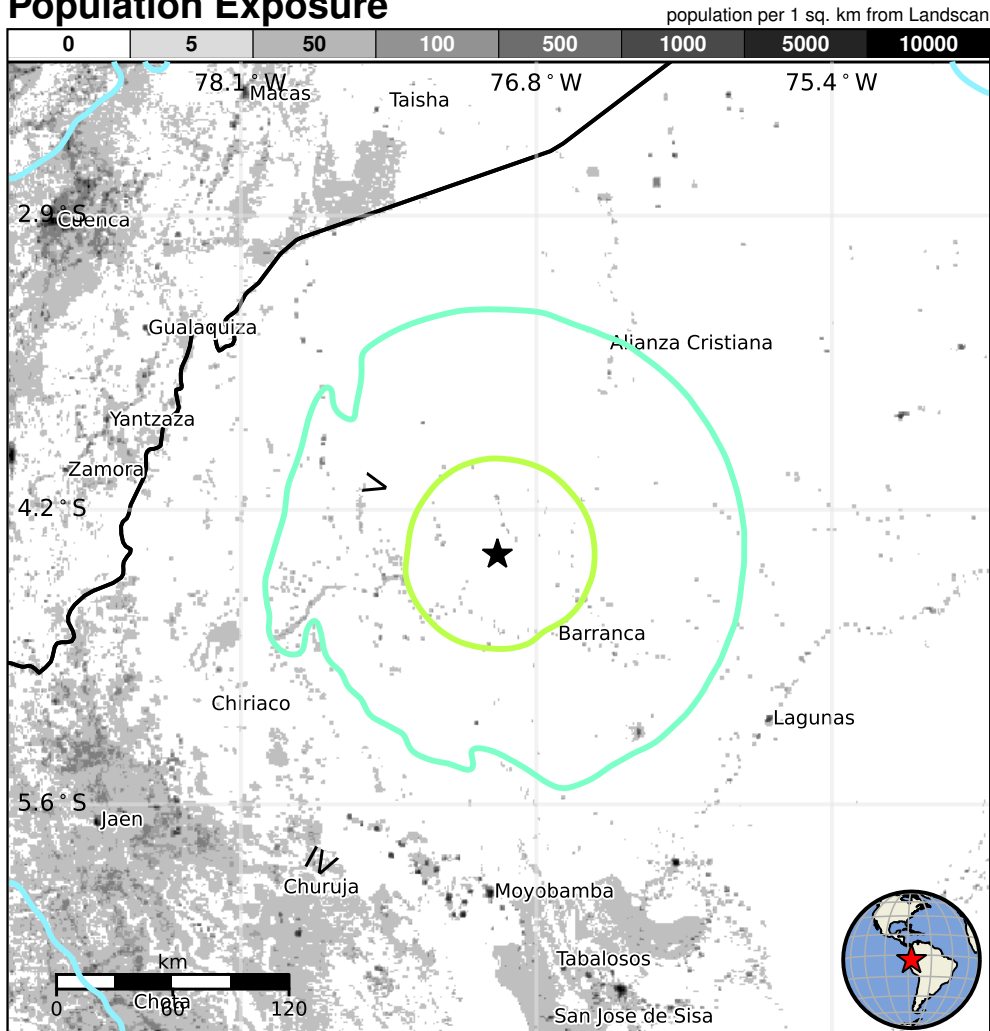 Population Exposure
population per 1 sq. km from Landscan
0 5 50 100 500 1000 5000 10000
78.1°W 76.8°W 75.4°W
Macas
Taisha
2.9°S
Cuenca
Gualaquiza
Alianza Cristiana
Yantzaza
Zamora
V
4.2°S
Barranca
Chiriaco
Lagunas
5.6°S
Jaen
IV
Churuja
Moyobamba
Tabalosos
km
Chota
0 60 120
San Jose de Sisa